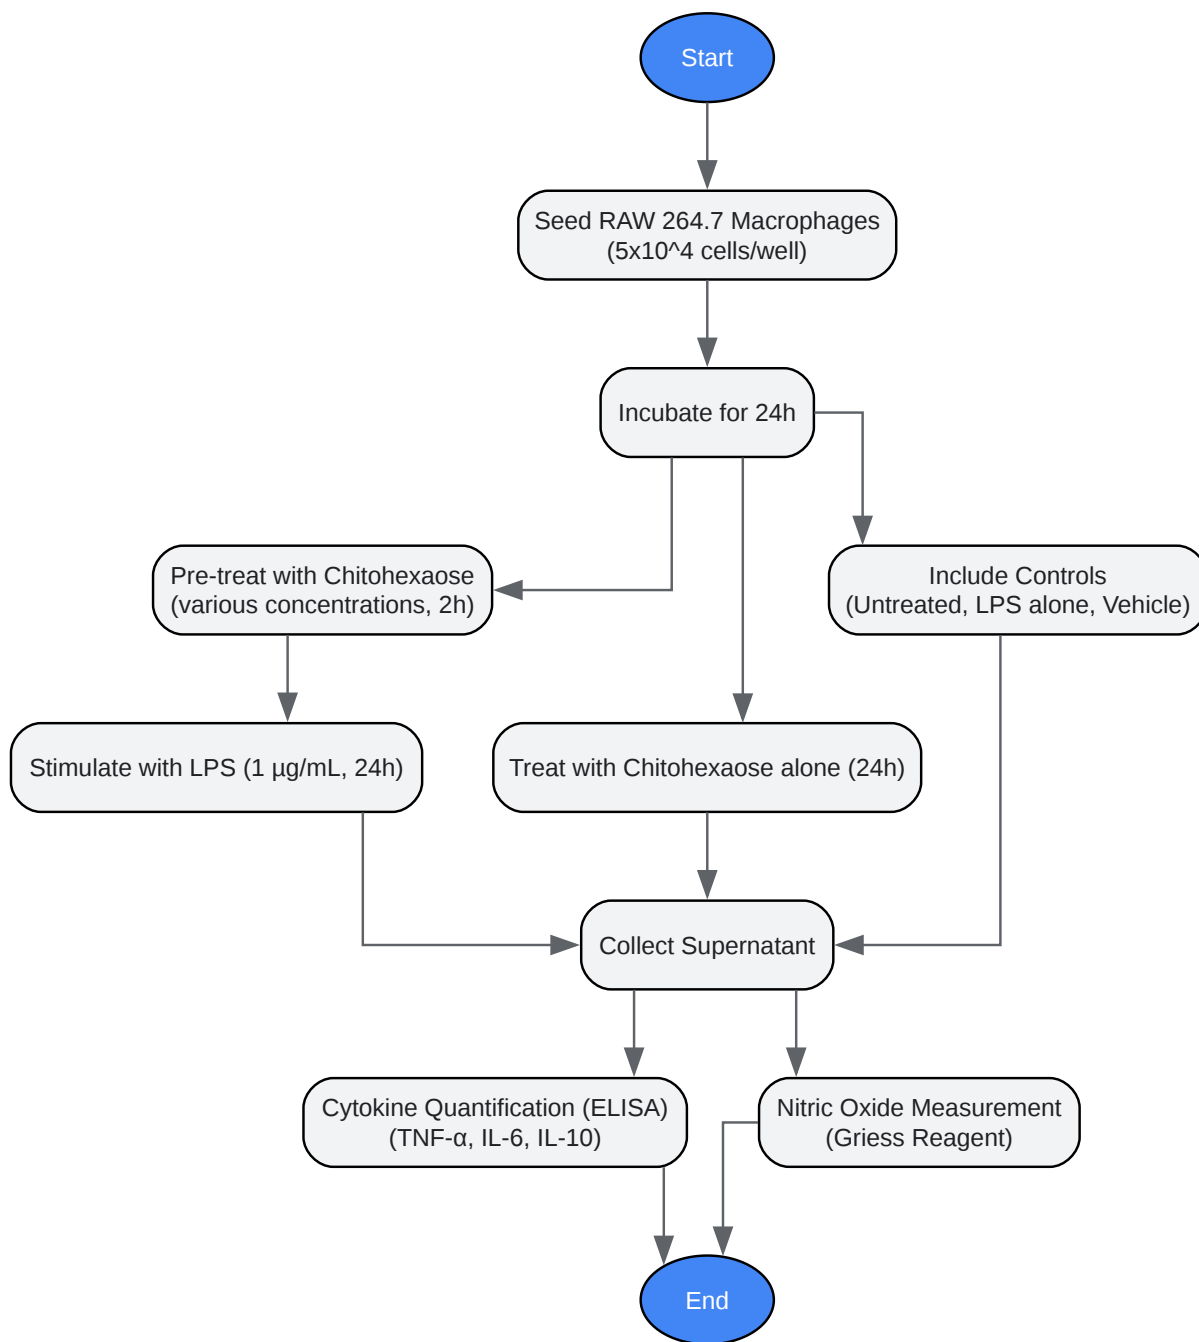 Start
Seed RAW 264.7 Macrophages
(5x10^4 cells/well)
Incubate for 24h
Pre-treat with Chitohexaose
(various concentrations, 2h)
Include Controls
(Untreated, LPS alone, Vehicle)
Stimulate with LPS (1 µg/mL, 24h)
Treat with Chitohexaose alone (24h)
Collect Supernatant
Cytokine Quantification (ELISA)
(TNF-α, IL-6, IL-10)
Nitric Oxide Measurement
(Griess Reagent)
End